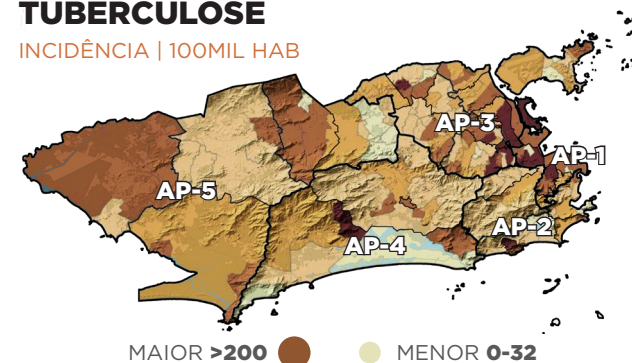 TUBERCULOSE
INCIDÊNCIA | 100MIL HAB
AP-3
AP-1
AP-5
AP-2
AP-4
MAIOR >200
MENOR 0-32